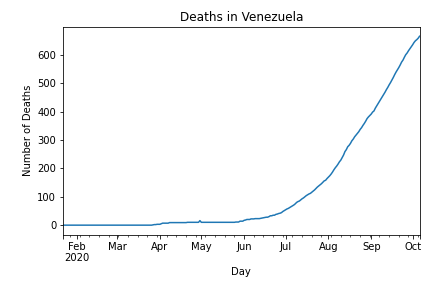 Deaths in Venezuela
Number of Deaths
600
500
400
300
200
100
0
Feb Mar Apr May Jun Jul Aug Sep Oct
2020
Day